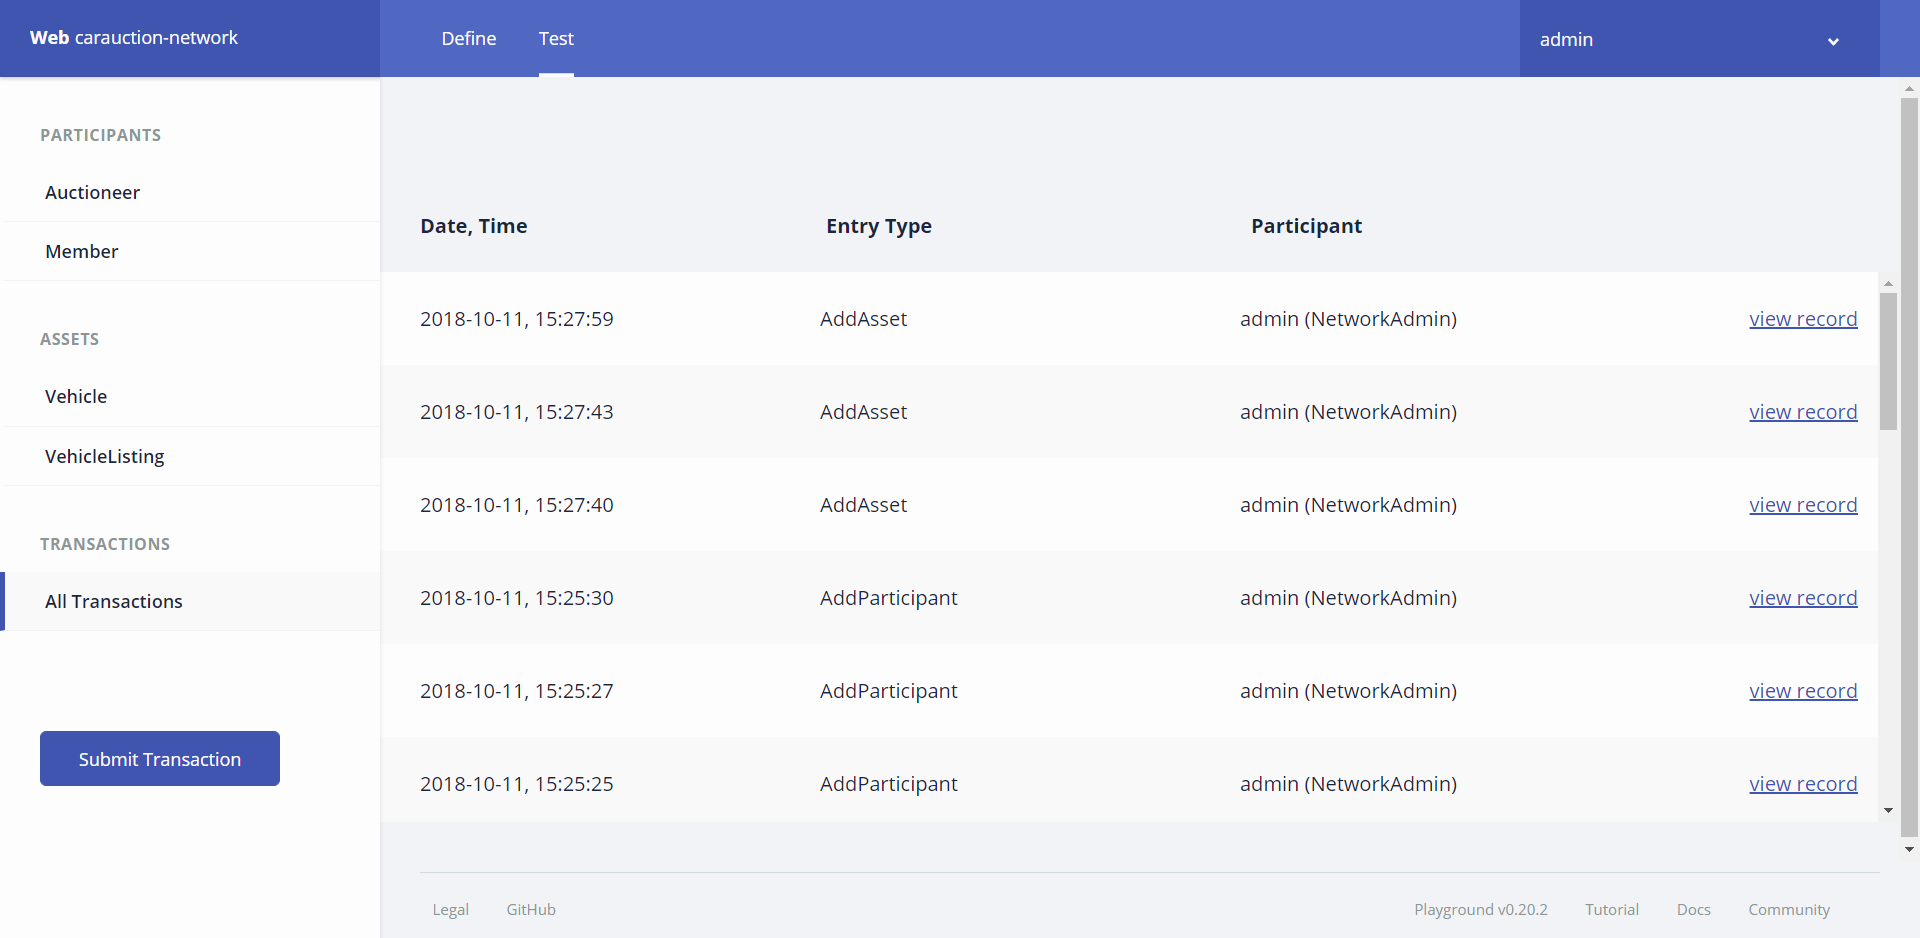 Web carauction-network
Define
Test
admin
PARTICIPANTS
Auctioneer
Member
ASSETS
Vehicle
VehicleListing
TRANSACTIONS
All Transactions
Submit Transaction
Date, Time Entry Type Participant
2018-10-11, 15:27:59 AddAsset admin (NetworkAdmin) view record
2018-10-11, 15:27:43 AddAsset admin (NetworkAdmin) view record
2018-10-11, 15:27:40 AddAsset admin (NetworkAdmin) view record
2018-10-11, 15:25:30 AddParticipant admin (NetworkAdmin) view record
2018-10-11, 15:25:27 AddParticipant admin (NetworkAdmin) view record
2018-10-11, 15:25:25 AddParticipant admin (NetworkAdmin) view record
Legal GitHub Playground v0.20.2 Tutorial Docs Community